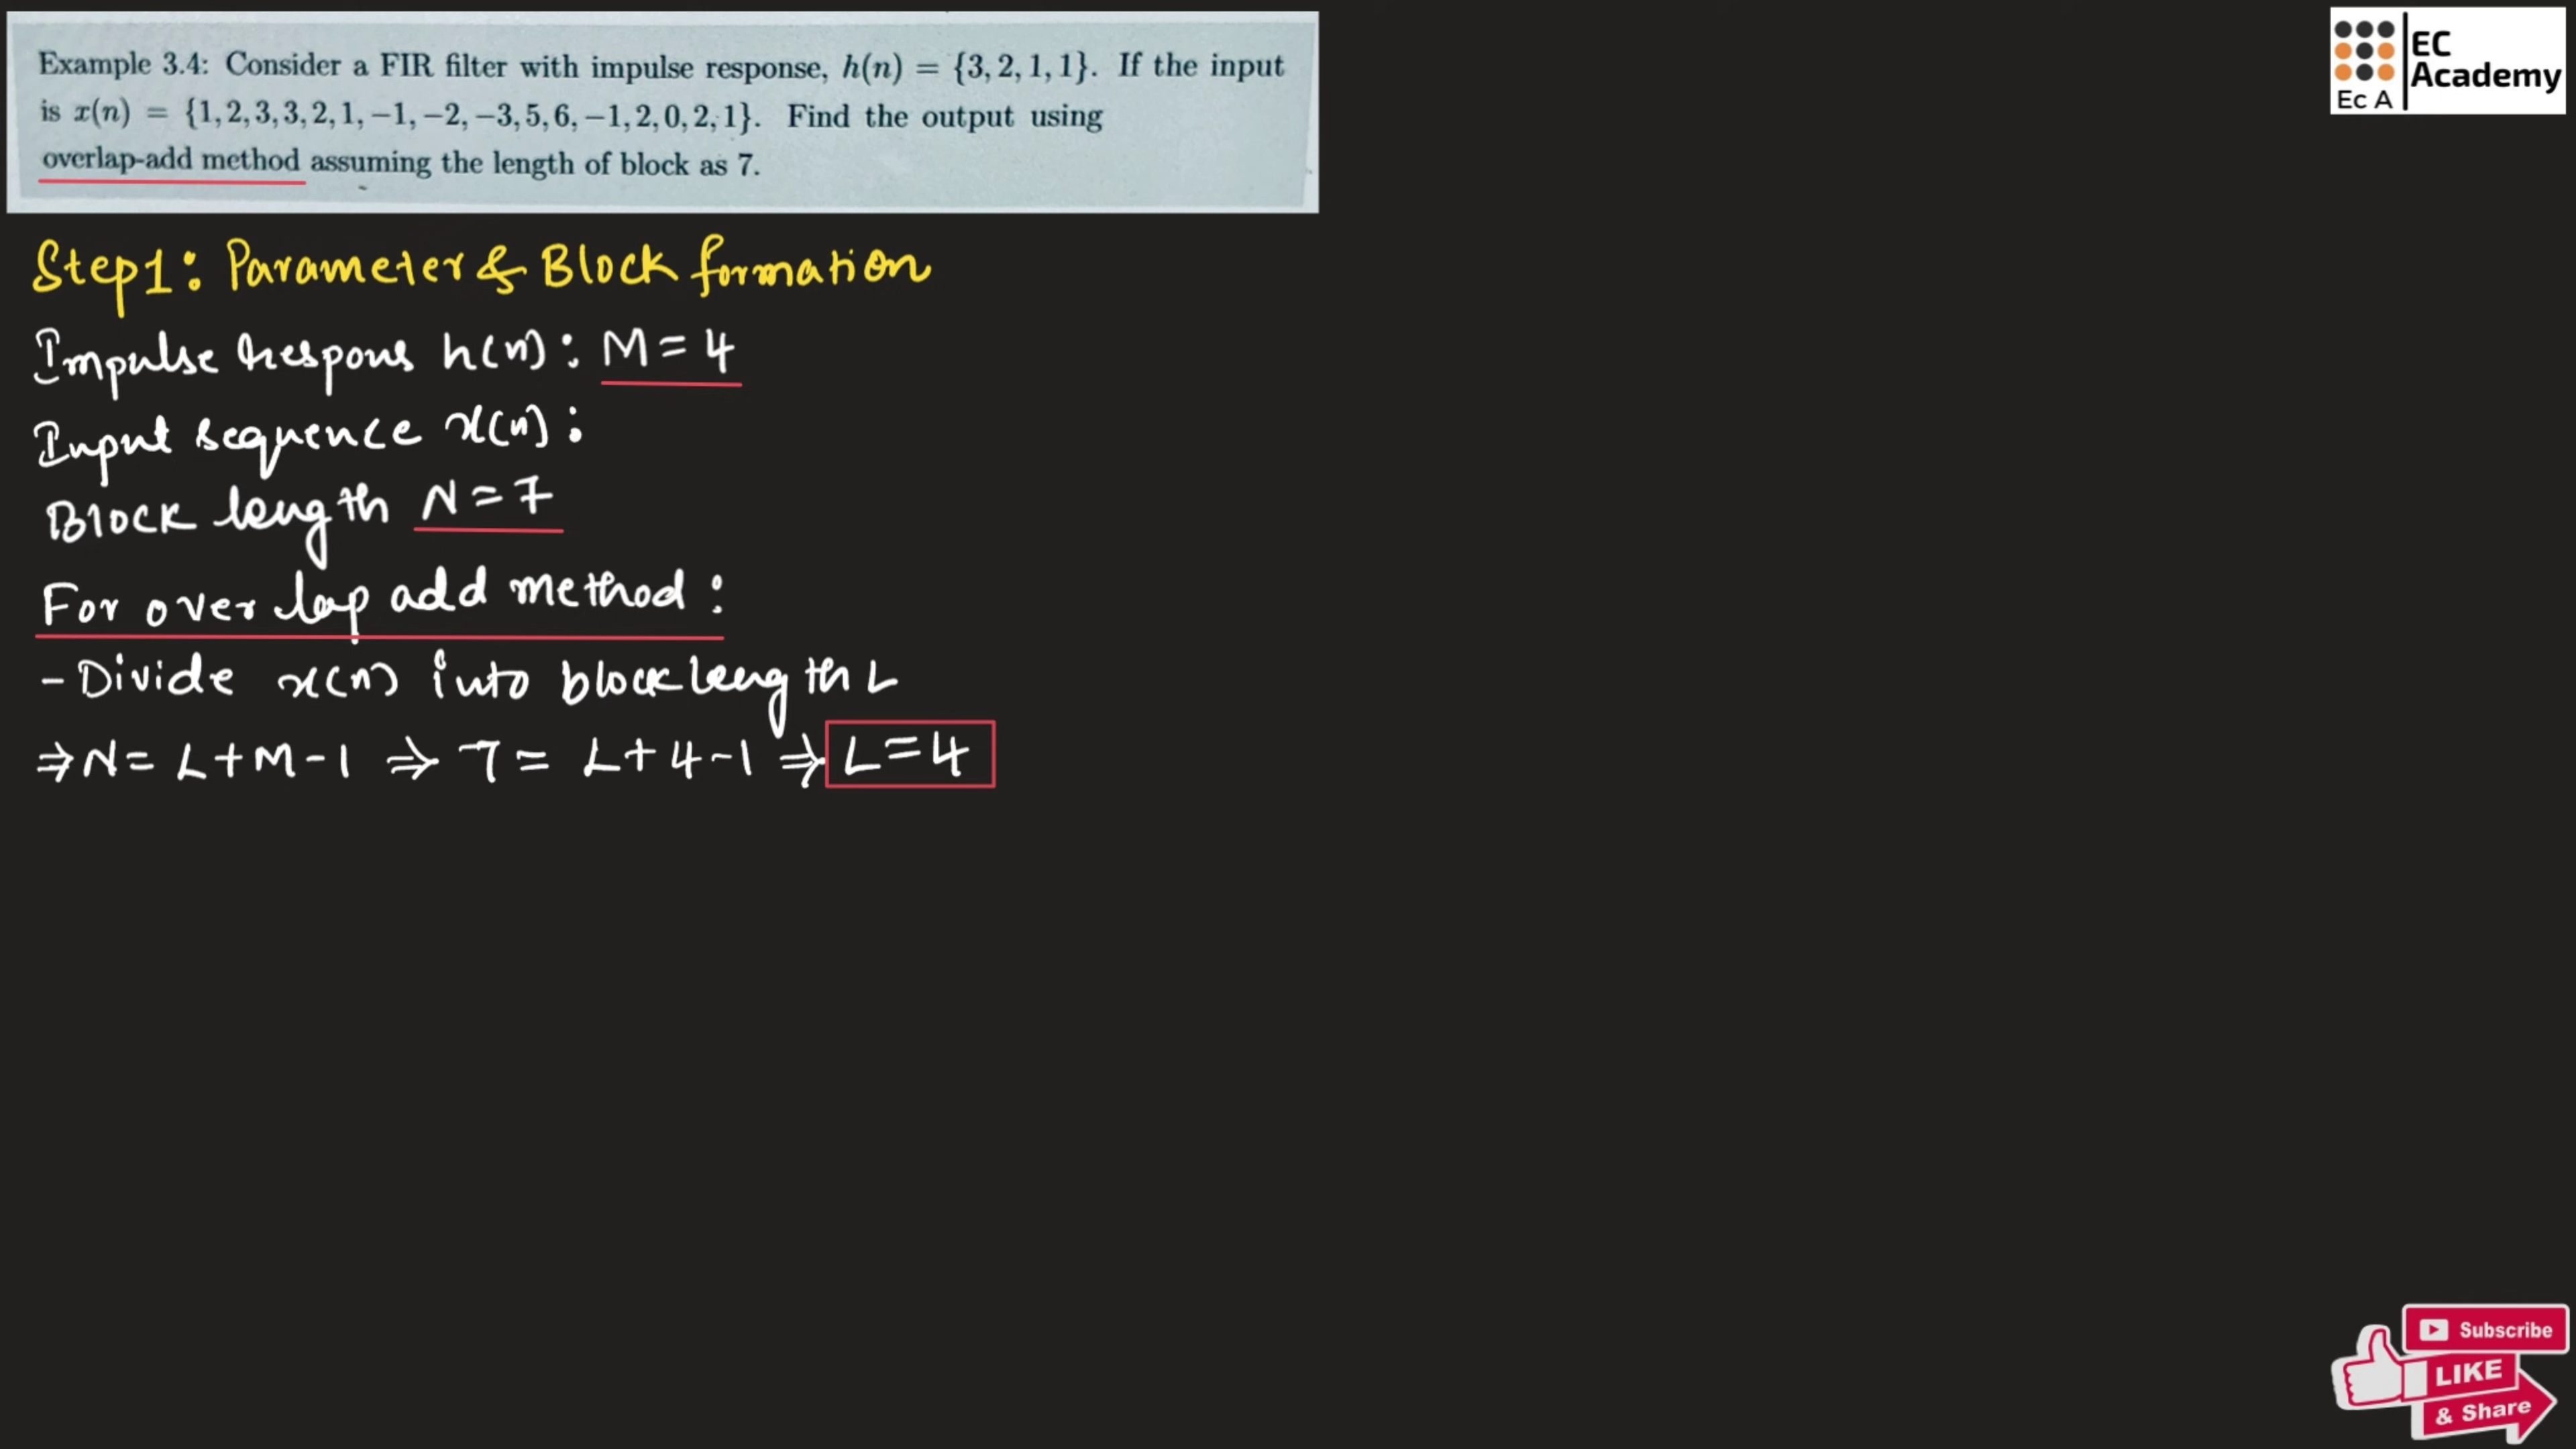 Example 3.4: Consider a FIR filter with impulse response, h(n) = {3, 2, 1, 1}. If the input
is x(n) = {1, 2, 3, 3, 2, 1, −1, −2, −3, 5, 6, −1, 2, 0, 2, 1}. Find the output using
overlap-add method assuming the length of block as 7.
EC
Academy
Ec A
Step1: Parameter & Block formation
Impulse Respons h(n): M = 4
Input sequence x(n):
Block length N = 7
For over lap add method:
- Divide x(n) into block length L
⇒ N = L + M - 1 ⇒ 7 = L + 4 - 1 ⇒ L = 4
Subscribe
LIKE
& Share